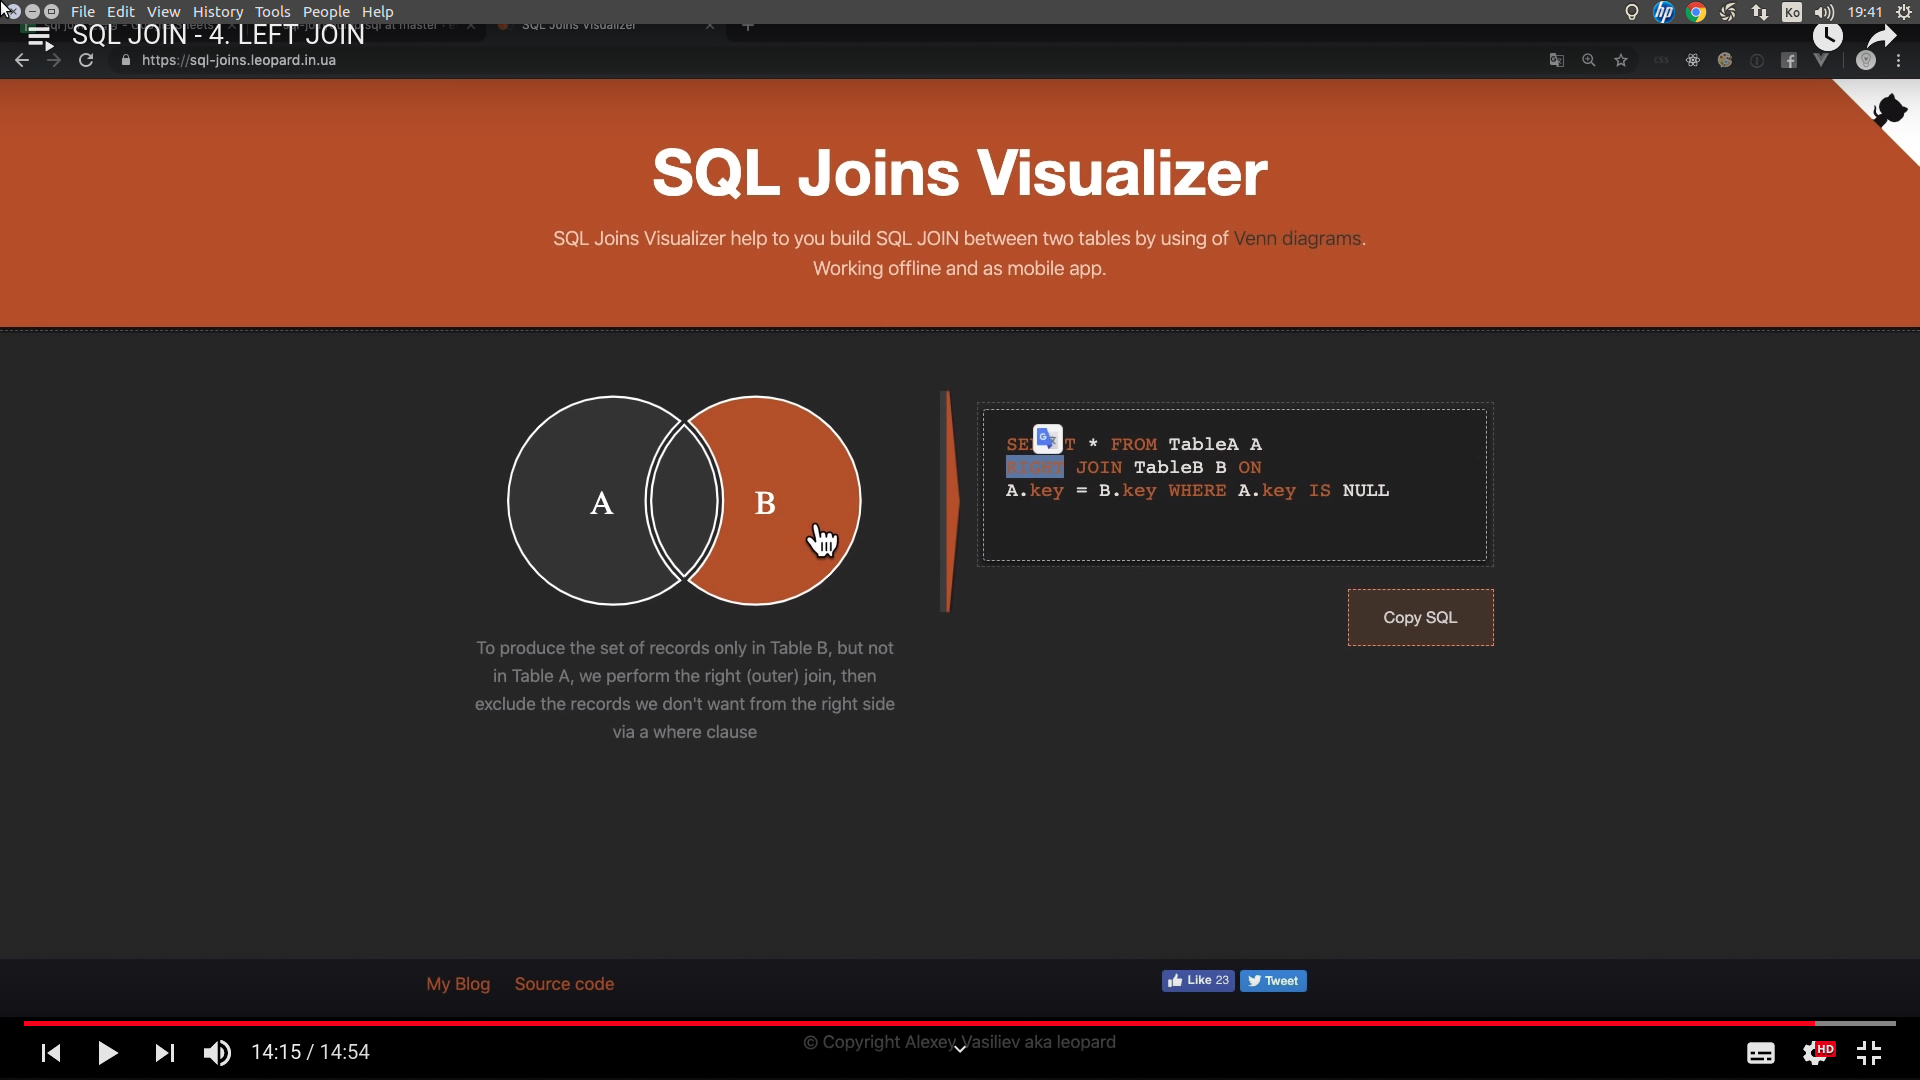 File Edit View History Tools People Help
Ko 19:41
SQL JOIN - 4. LEFT JOIN
SQL Joins Visualizer
https://sql-joins.leopard.in.ua
SQL Joins Visualizer
SQL Joins Visualizer help to you build SQL JOIN between two tables by using of Venn diagrams.
Working offline and as mobile app.
A B
SE T * FROM TableA A
RIGHT JOIN TableB B ON
A.key = B.key WHERE A.key IS NULL
Copy SQL
To produce the set of records only in Table B, but not
in Table A, we perform the right (outer) join, then
exclude the records we don't want from the right side
via a where clause
My Blog Source code
Like 23 Tweet
© Copyright Alexey Vasiliev aka leopard
14:15 / 14:54
HD